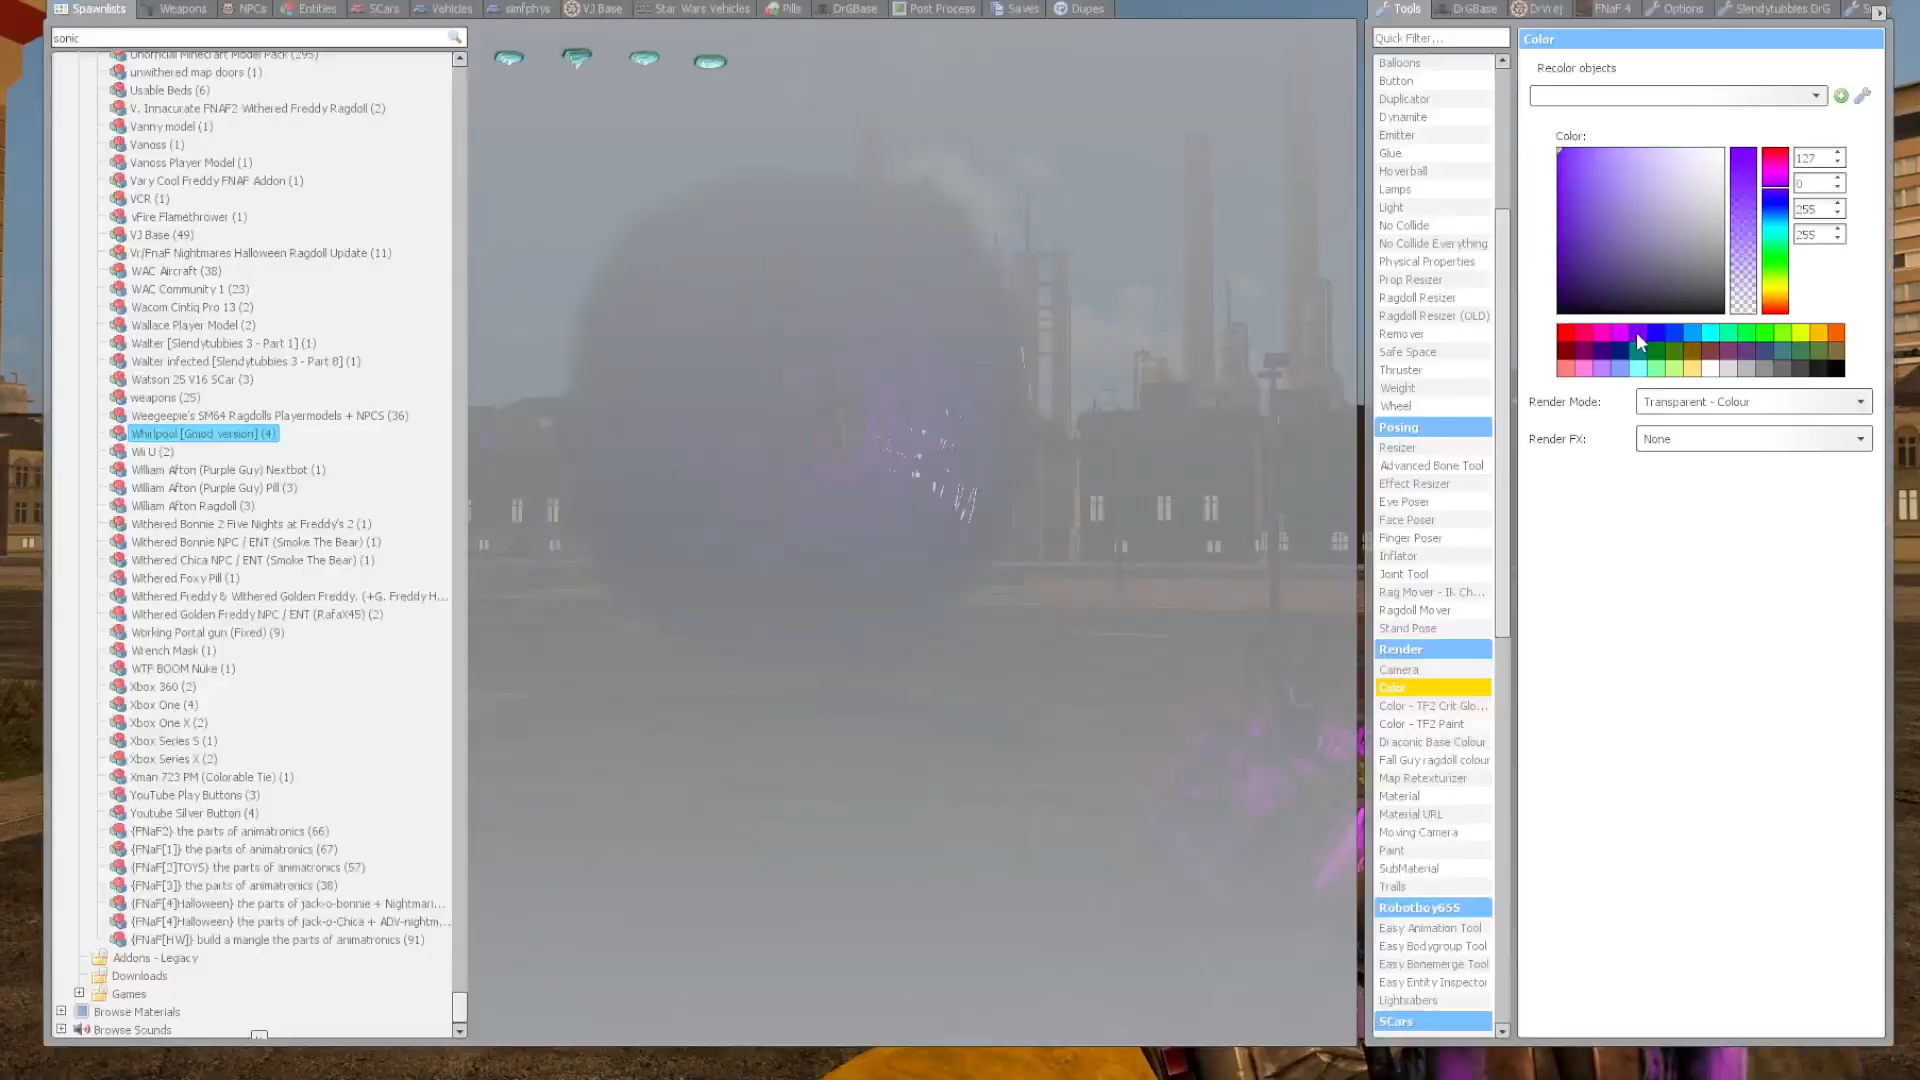 Spawnlists Weapons NPCs Entities SCars Vehicles simfphys VJ Base Star Wars Vehicles Pills DrGBase Post Process Saves Dupes
Tools DrGBase DrVrej FNaF 4 Options Slendytubbies DrG
sonic
Unofficial Minecraft Model Pack (295)
unwithered map doors (1)
Usable Beds (6)
V. Innacurate FNAF2 Withered Freddy Ragdoll (2)
Vanny model (1)
Vanoss (1)
Vanoss Player Model (1)
Vary Cool Freddy FNAF Addon (1)
VCR (1)
vFire Flamethrower (1)
VJ Base (49)
Vr/FnaF Nightmares Halloween Ragdoll Update (11)
WAC Aircraft (38)
WAC Community 1 (23)
Wacom Cintiq Pro 13 (2)
Wallace Player Model (2)
Walter [Slendytubbies 3 - Part 1] (1)
Walter infected [Slendytubbies 3 - Part 8] (1)
Watson 25 V16 SCar (3)
weapons (25)
Weegeepie's SM64 Ragdolls Playermodels + NPCS (36)
Whirlpool [Gmod version] (4)
Wii U (2)
William Afton (Purple Guy) Nextbot (1)
William Afton (Purple Guy) Pill (3)
William Afton Ragdoll (3)
Withered Bonnie 2 Five Nights at Freddy's 2 (1)
Withered Bonnie NPC / ENT (Smoke The Bear) (1)
Withered Chica NPC / ENT (Smoke The Bear) (1)
Withered Foxy Pill (1)
Withered Freddy & Withered Golden Freddy. (+G. Freddy H...
Withered Golden Freddy NPC / ENT (RafaX45) (2)
Working Portal gun (Fixed) (9)
Wrench Mask (1)
WTF BOOM Nuke (1)
Xbox 360 (2)
Xbox One (4)
Xbox One X (2)
Xbox Series S (1)
Xbox Series X (2)
Xman 723 PM (Colorable Tie) (1)
YouTube Play Buttons (3)
Youtube Silver Button (4)
{FNaF2} the parts of animatronics (66)
{FNaF[1]} the parts of animatronics (67)
{FNaF[2]TOYS} the parts of animatronics (57)
{FNaF[3]} the parts of animatronics (38)
{FNaF[4]Halloween} the parts of jack-o-bonnie + Nightmari...
{FNaF[4]Halloween} the parts of jack-o-Chica + ADV-nightm...
{FNaF[HW]} build a mangle the parts of animatronics (91)
Addons - Legacy
Downloads
Games
Browse Materials
Browse Sounds
Quick Filter...
Balloons
Button
Duplicator
Dynamite
Emitter
Glue
Hoverball
Lamps
Light
No Collide
No Collide Everything
Physical Properties
Prop Resizer
Ragdoll Resizer
Ragdoll Resizer (OLD)
Remover
Safe Space
Thruster
Weight
Wheel
Posing
Resizer
Advanced Bone Tool
Effect Resizer
Eye Poser
Face Poser
Finger Poser
Inflator
Joint Tool
Rag Mover - IK Ch...
Ragdoll Mover
Stand Pose
Render
Camera
Color
Color - TF2 Crit Glo...
Color - TF2 Paint
Draconic Base Colour
Fall Guy ragdoll colour
Map Retexturizer
Material
Material URL
Moving Camera
Paint
SubMaterial
Trails
Robotboy655
Easy Animation Tool
Easy Bodygroup Tool
Easy Bonemerge Tool
Easy Entity Inspector
Lightsabers
SCars
Color
Recolor objects
Color:
127
0
255
255
Render Mode: Transparent - Colour
Render FX: None